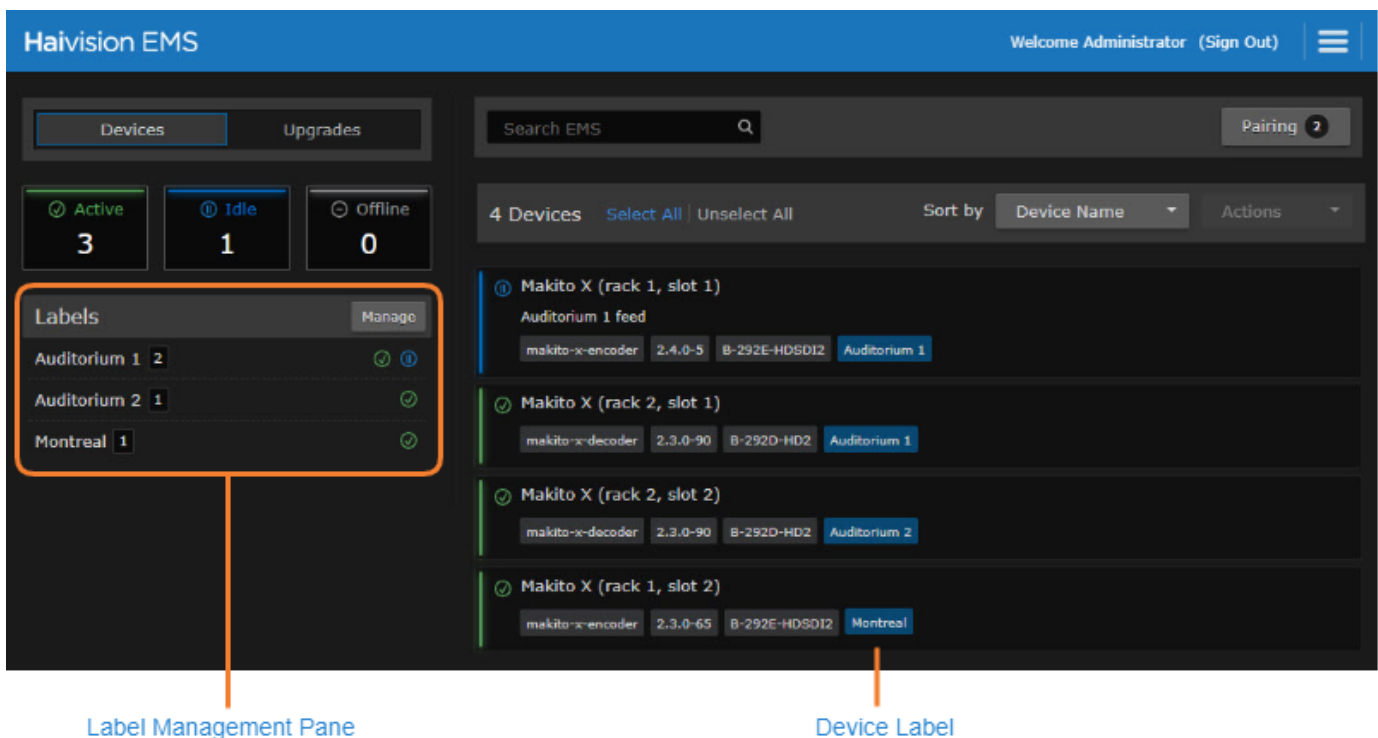 Haivision EMS
Welcome Administrator (Sign Out)
Devices
Upgrades
Search EMS
Pairing 2
Active
3
Idle
1
Offline
0
4 Devices Select All | Unselect All
Sort by Device Name
Actions
Labels
Manage
Auditorium 1 2
Auditorium 2 1
Montreal 1
Makito X (rack 1, slot 1)
Auditorium 1 feed
makito-x-encoder 2.4.0-5 B-292E-HDSDI2 Auditorium 1
Makito X (rack 2, slot 1)
makito-x-decoder 2.3.0-90 B-292D-HD2 Auditorium 1
Makito X (rack 2, slot 2)
makito-x-decoder 2.3.0-90 B-292D-HD2 Auditorium 2
Makito X (rack 1, slot 2)
makito-x-encoder 2.3.0-65 B-292E-HDSDI2 Montreal
Label Management Pane
Device Label